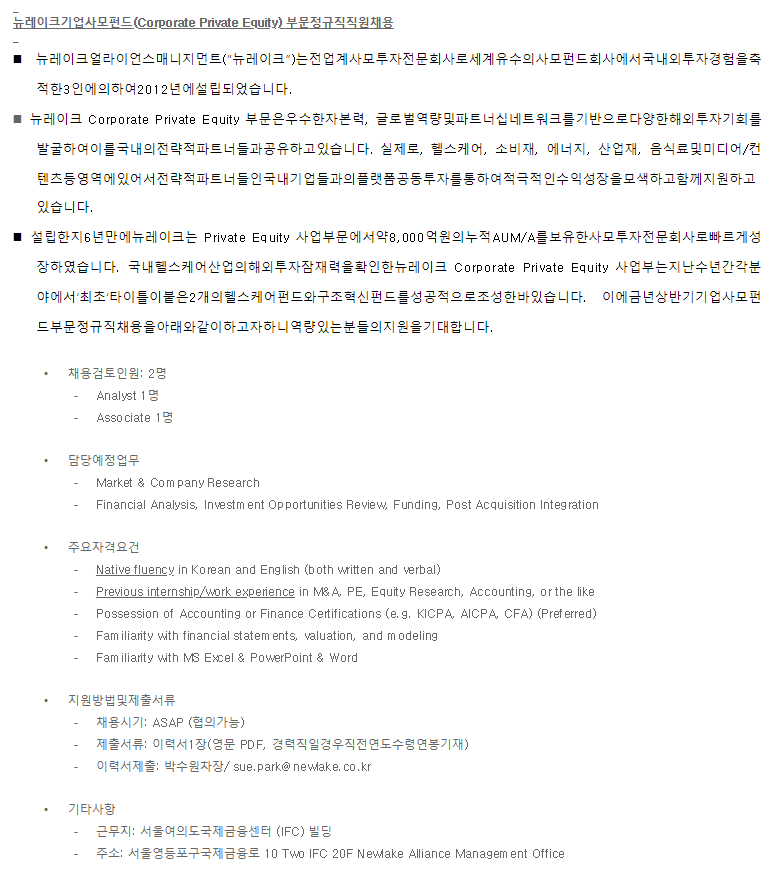 뉴레이크기업사모펀드(Corporate Private Equity) 부문정규직직원채용
■ 뉴레이크얼라이언스매니지먼트("뉴레이크")는전업계사모투자전문회사로세계유수의사모펀드회사에서국내외투자경험을축
적한3인에의하여2012년에설립되었습니다.
■ 뉴레이크 Corporate Private Equity 부문은우수한자본력, 글로벌역량및파트너십네트워크를기반으로다양한해외투자기회를
발굴하여이를국내의전략적파트너들과공유하고있습니다. 실제로, 헬스케어, 소비재, 에너지, 산업재, 음식료및미디어/컨
텐츠등영역에있어서전략적파트너들인국내기업들과의플랫폼공동투자를통하여적극적인수익성장을모색하고함께지원하고
있습니다.
■ 설립한지6년만에뉴레이크는 Private Equity 사업부문에서약8,000억원의누적AUM/A를보유한사모투자전문회사로빠르게성
장하였습니다. 국내헬스케어산업의해외투자잠재력을확인한뉴레이크 Corporate Private Equity 사업부는지난수년간각분
야에서‘최초’타이틀이붙은2개의헬스케어펀드와구조혁신펀드를성공적으로조성한바있습니다. 이에금년상반기기업사모펀
드부문정규직채용을아래와같이하고자하니역량있는분들의지원을기대합니다.
• 채용검토인원: 2명
- Analyst 1명
- Associate 1명
• 담당예정업무
- Market & Company Research
- Financial Analysis, Investment Opportunities Review, Funding, Post Acquisition Integration
• 주요자격요건
- Native fluency in Korean and English (both written and verbal)
- Previous internship/work experience in M&A, PE, Equity Research, Accounting, or the like
- Possession of Accounting or Finance Certifications (e.g. KICPA, AICPA, CFA) (Preferred)
- Familiarity with financial statements, valuation, and modeling
- Familiarity with MS Excel & PowerPoint & Word
• 지원방법및제출서류
- 채용시기: ASAP (협의가능)
- 제출서류: 이력서1장(영문 PDF, 경력직일경우직전연도수령연봉기재)
- 이력서제출: 박수원차장/ sue.park@newlake.co.kr
• 기타사항
- 근무지: 서울여의도국제금융센터 (IFC) 빌딩
- 주소: 서울영등포구국제금융로 10 Two IFC 20F Newlake Alliance Management Office